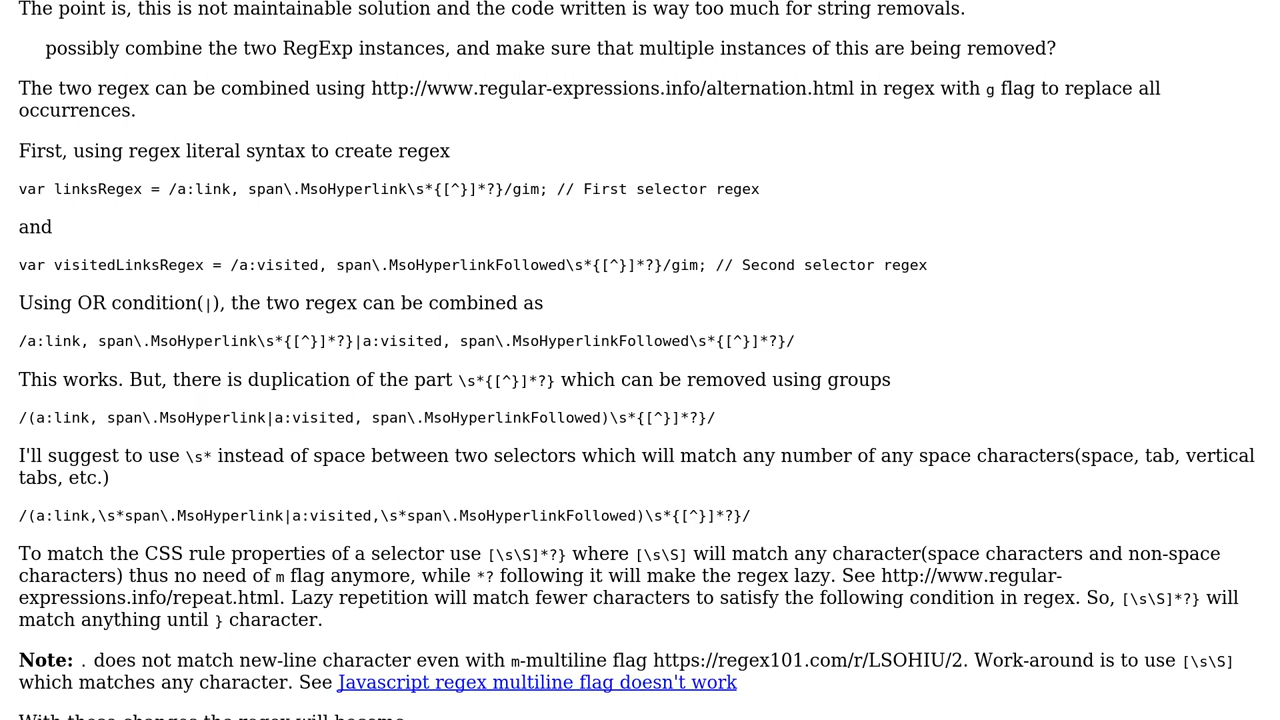 The point is, this is not maintainable solution and the code written is way too much for string removals.
possibly combine the two RegExp instances, and make sure that multiple instances of this are being removed?
The two regex can be combined using http://www.regular-expressions.info/alternation.html in regex with g flag to replace all
occurrences.
First, using regex literal syntax to create regex
var linksRegex = /a:link, span\.MsoHyperlink\s*{[^}]*?}/gim; // First selector regex
and
var visitedLinksRegex = /a:visited, span\.MsoHyperlinkFollowed\s*{[^}]*?}/gim; // Second selector regex
Using OR condition(|), the two regex can be combined as
/a:link, span\.MsoHyperlink\s*{[^}]*?}|a:visited, span\.MsoHyperlinkFollowed\s*{[^}]*?}/
This works. But, there is duplication of the part \s*{[^}]*?} which can be removed using groups
/(a:link, span\.MsoHyperlink|a:visited, span\.MsoHyperlinkFollowed)\s*{[^}]*?}/
I'll suggest to use \s* instead of space between two selectors which will match any number of any space characters(space, tab, vertical
tabs, etc.)
/(a:link,\s*span\.MsoHyperlink|a:visited,\s*span\.MsoHyperlinkFollowed)\s*{[^}]*?}/
To match the CSS rule properties of a selector use [\s\S]*?} where [\s\S] will match any character(space characters and non-space
characters) thus no need of m flag anymore, while *? following it will make the regex lazy. See http://www.regular-
expressions.info/repeat.html. Lazy repetition will match fewer characters to satisfy the following condition in regex. So, [\s\S]*?} will
match anything until } character.
Note: . does not match new-line character even with m-multiline flag https://regex101.com/r/LSOHIU/2. Work-around is to use [\s\S]
which matches any character. See Javascript regex multiline flag doesn't work
With these changes the regex will become